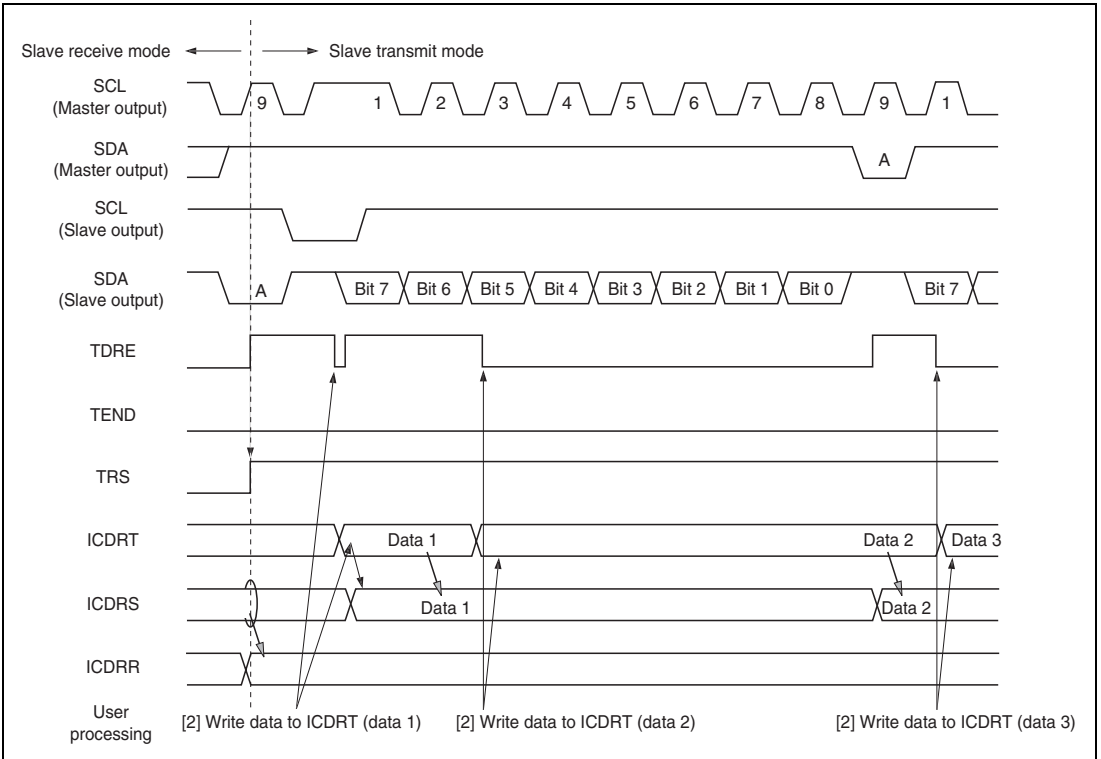 Slave receive mode Slave transmit mode
SCL
(Master output)
9 1 2 3 4 5 6 7 8 9 1
SDA
(Master output)
A
SCL
(Slave output)
SDA
(Slave output)
A Bit 7 Bit 6 Bit 5 Bit 4 Bit 3 Bit 2 Bit 1 Bit 0 Bit 7
TDRE
TEND
TRS
ICDRT
Data 1 Data 2 Data 3
ICDRS
Data 1 Data 2
ICDRR
User
processing
[2] Write data to ICDRT (data 1) [2] Write data to ICDRT (data 2) [2] Write data to ICDRT (data 3)